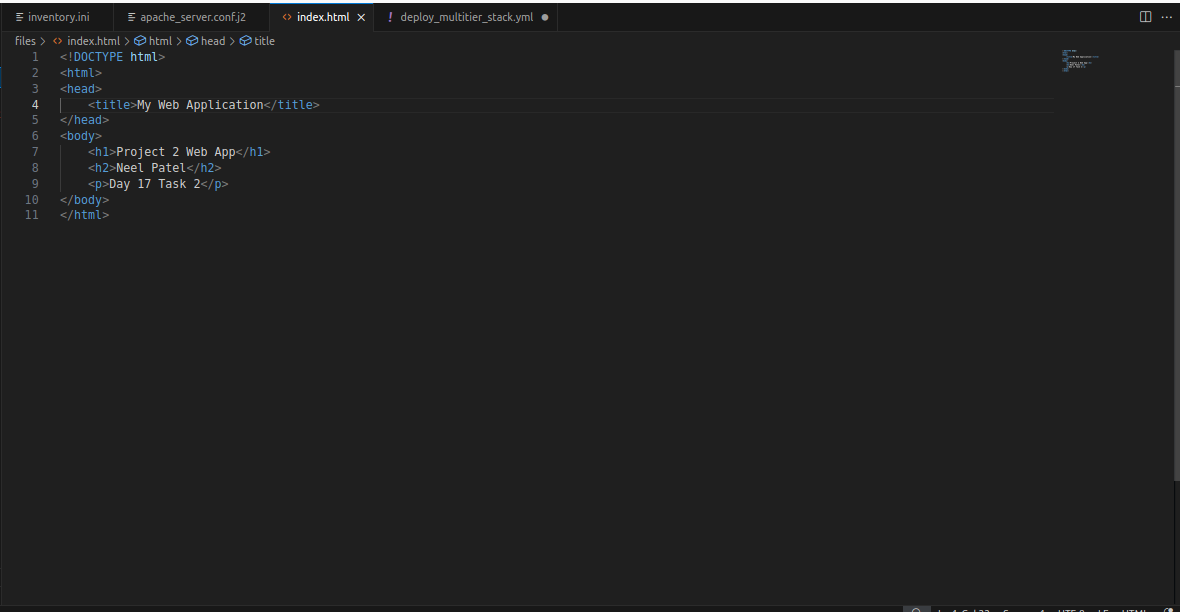 inventory.ini apache_server.conf.j2 index.html deploy_multitier_stack.yml
files > index.html > html > head > title
1 <!DOCTYPE html>
2 <html>
3 <head>
4     <title>My Web Application</title>
5 </head>
6 <body>
7     <h1>Project 2 Web App</h1>
8     <h2>Neel Patel</h2>
9     <p>Day 17 Task 2</p>
10 </body>
11 </html>